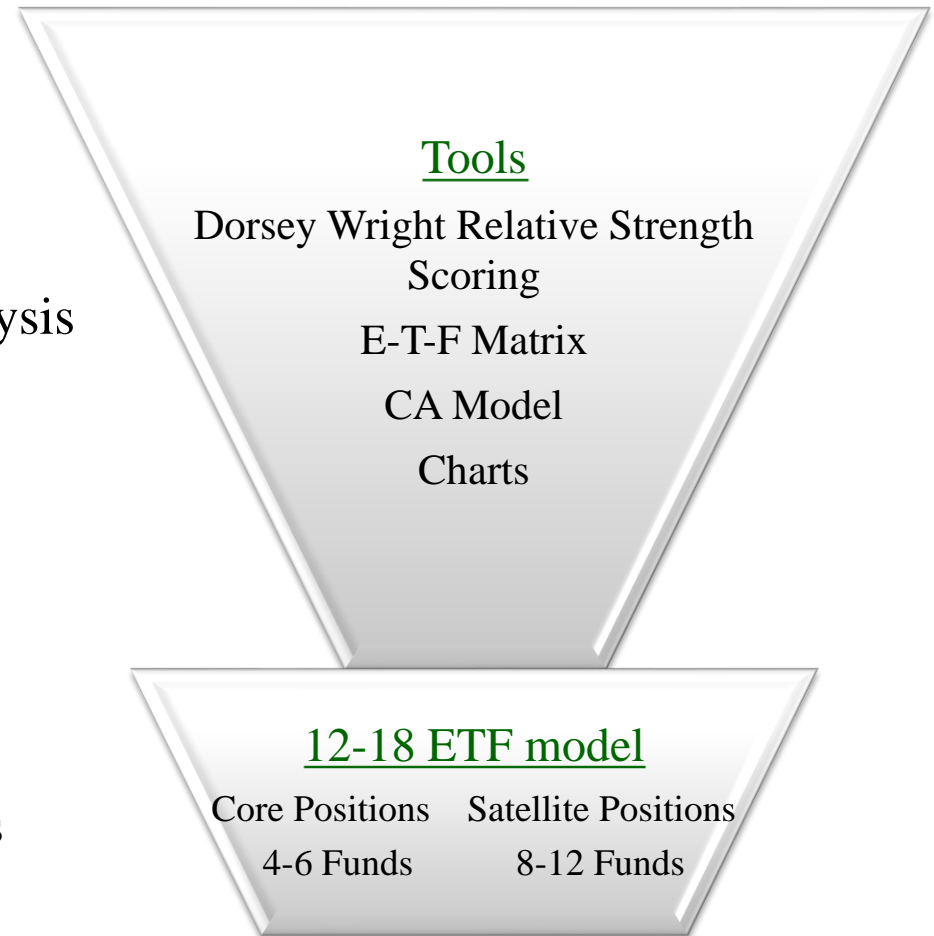 Tools
Dorsey Wright Relative Strength
Scoring
ysis
E-T-F Matrix
CA Model
Charts
12-18 ETF model
Core Positions Satellite Positions
s
4-6 Funds 8-12 Funds